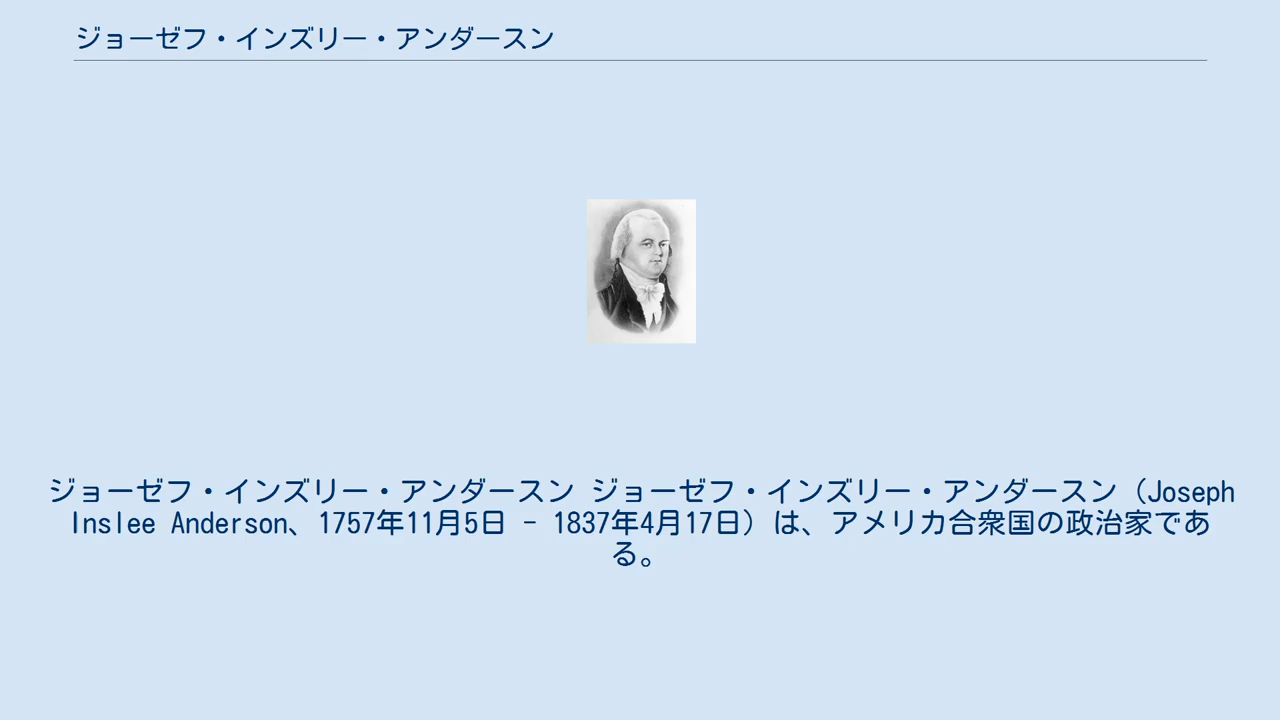 ジョーゼフ・インズリー・アンダースン
ジョーゼフ・インズリー・アンダースン ジョーゼフ・インズリー・アンダースン（Joseph
Inslee Anderson、1757年11月5日 - 1837年4月17日）は、アメリカ合衆国の政治家であ
る。